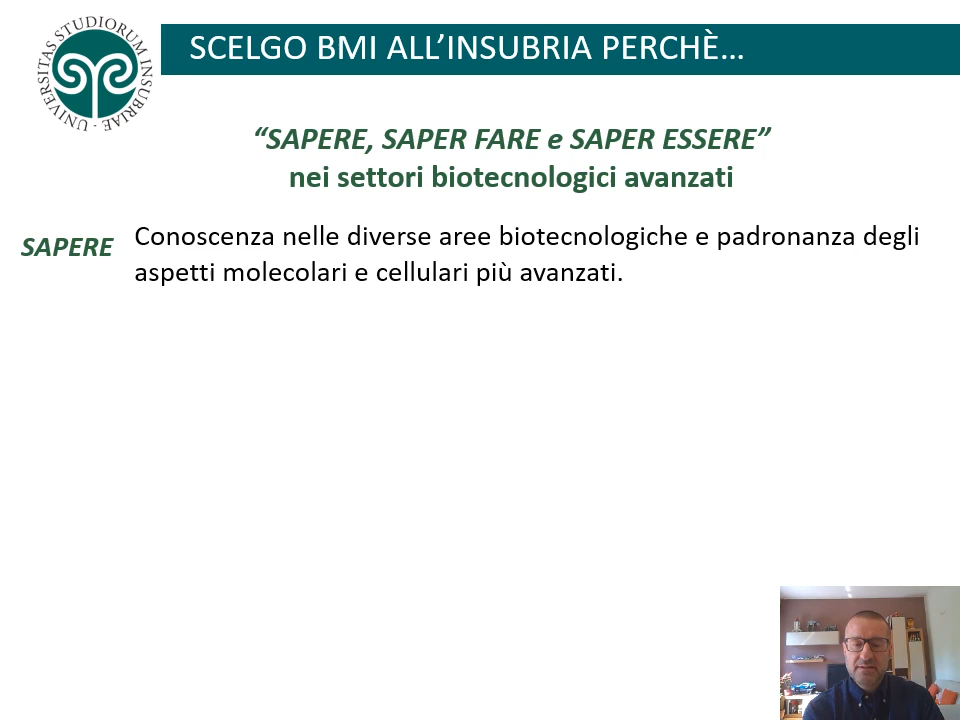 UNIVERSITAS STUDIORUM INSUBRIAE
SCELGO BMI ALL’INSUBRIA PERCHÈ...
“SAPERE, SAPER FARE e SAPER ESSERE”
nei settori biotecnologici avanzati
SAPERE
Conoscenza nelle diverse aree biotecnologiche e padronanza degli
aspetti molecolari e cellulari più avanzati.